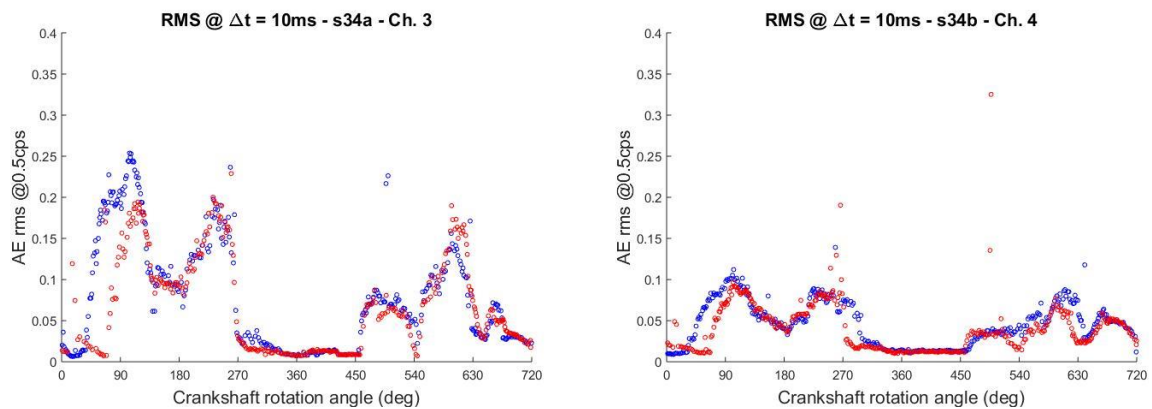 RMS @ Δt = 10ms - s34a - Ch. 3
0.4
0.35
0.3
0.25
0.2
0.15
0.1
0.05
0
AE rms @0.5cps
0 90 180 270 360 450 540 630 720
Crankshaft rotation angle (deg)
RMS @ Δt = 10ms - s34b - Ch. 4
0.4
0.35
0.3
0.25
0.2
0.15
0.1
0.05
0
AE rms @0.5cps
0 90 180 270 360 450 540 630 720
Crankshaft rotation angle (deg)